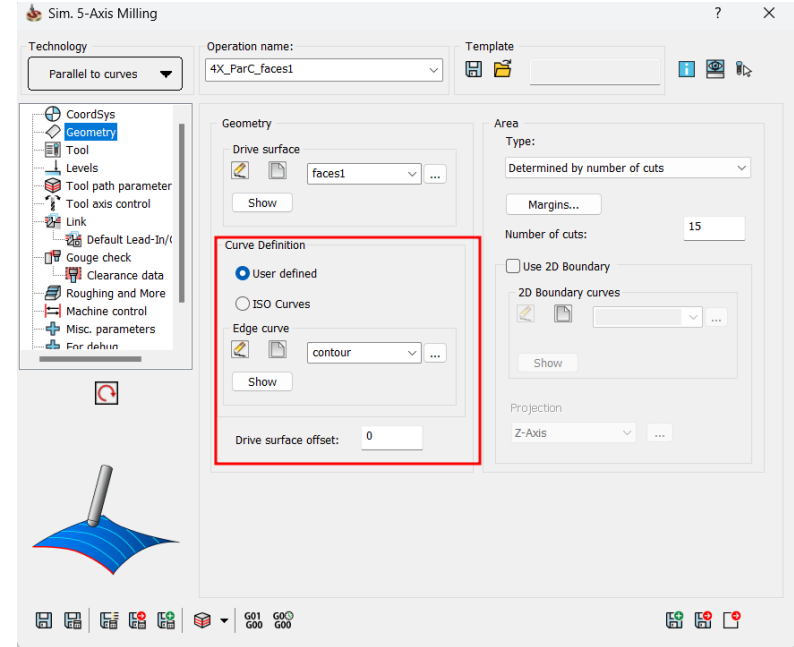 Sim. 5-Axis Milling
?
Technology
Parallel to curves
Operation name:
4X_ParC_faces1
Template
CoordSys
Geometry
Tool
Levels
Tool path parameter
Tool axis control
Link
Default Lead-In/(
Gouge check
Clearance data
Roughing and More
Machine control
Misc. parameters
For debug
Geometry
Drive surface
faces1
...
Show
Curve Definition
User defined
ISO Curves
Edge curve
contour
...
Show
Drive surface offset:
0
Area
Type:
Determined by number of cuts
Margins...
Number of cuts:
15
Use 2D Boundary
2D Boundary curves
...
Show
Projection
Z-Axis
...
G01
G00
G00
G00